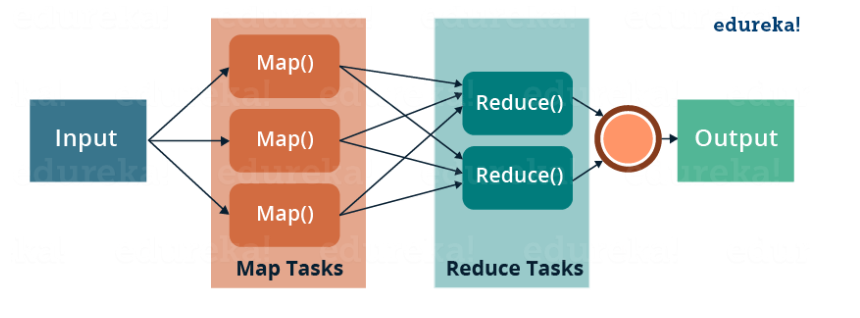 edureka!
Input
Map()
Map()
Map()
Map Tasks
Reduce()
Reduce()
Reduce Tasks
Output